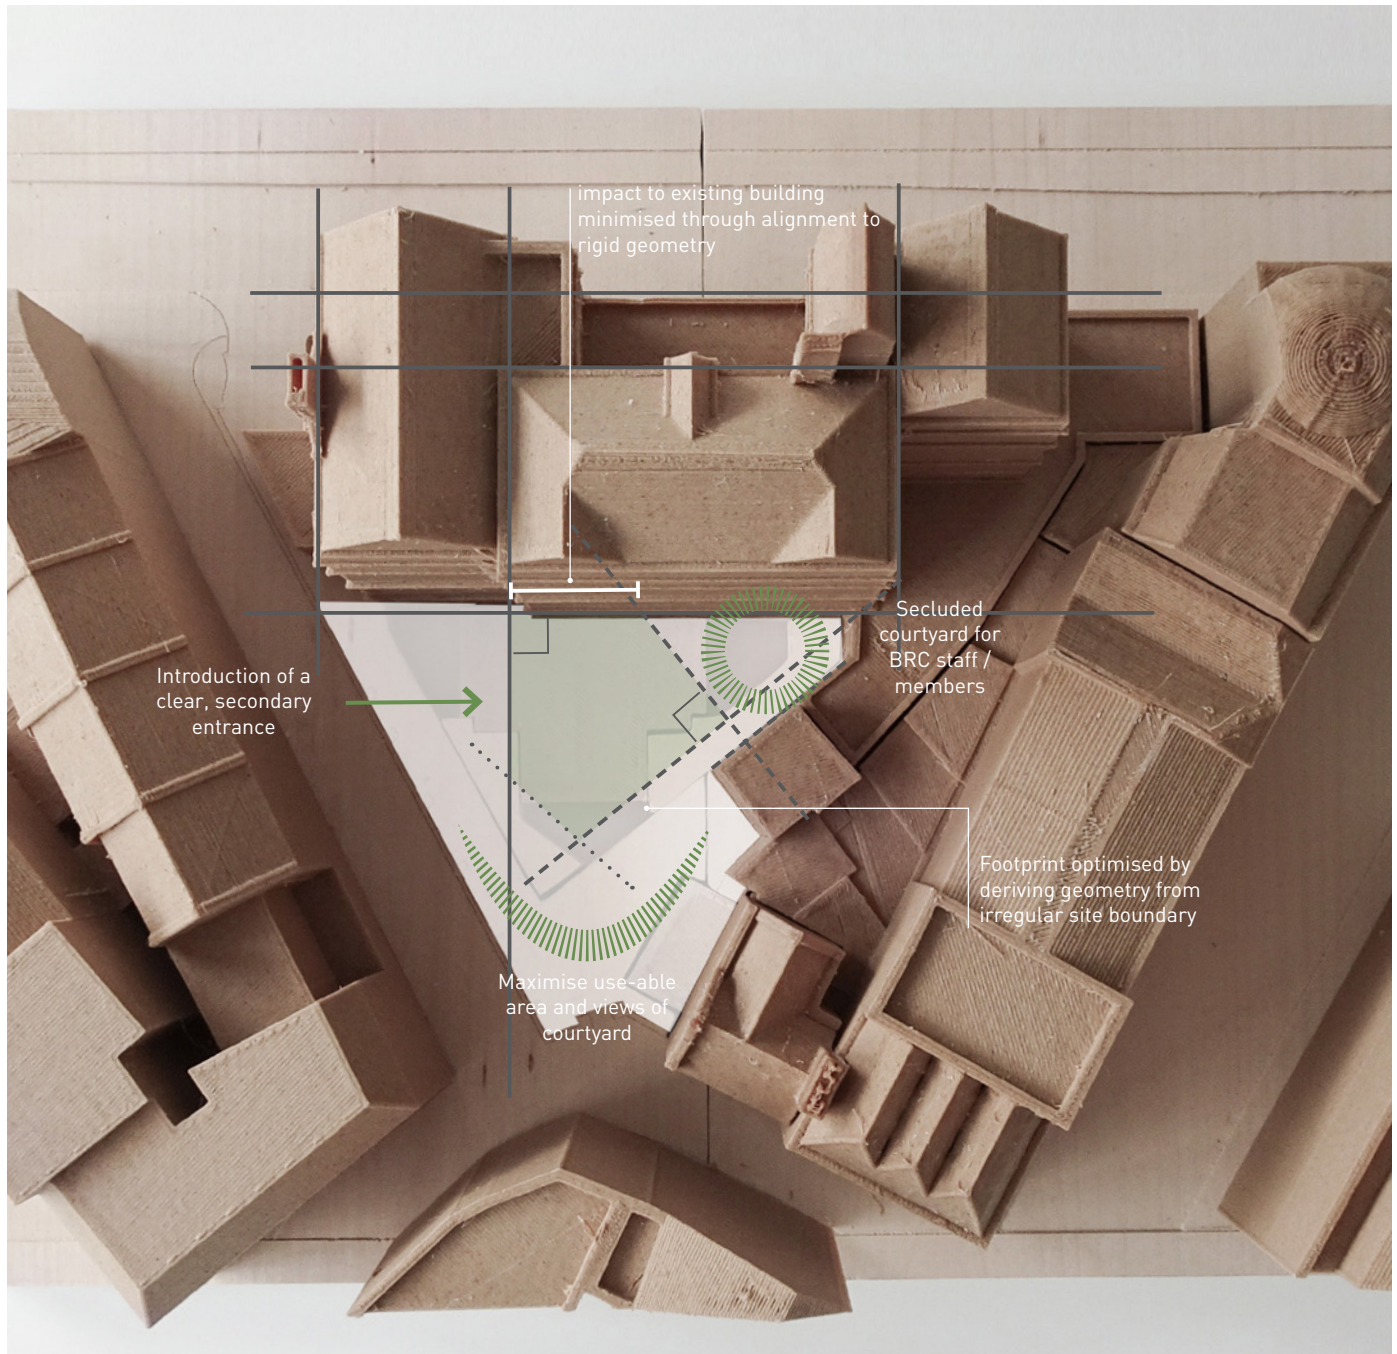 impact to existing building
minimised through alignment to
rigid geometry
Secluded
courtyard for
BRC staff /
members
Introduction of a
clear, secondary
entrance
Footprint optimised by
deriving geometry from
irregular site boundary
Maximise use-able
area and views of
courtyard